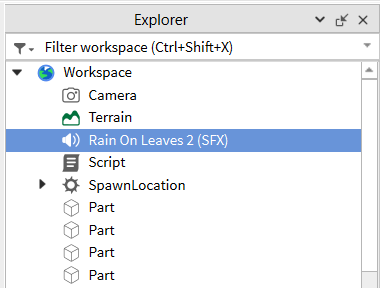 Explorer
Filter workspace (Ctrl+Shift+X)
Workspace
Camera
Terrain
Rain On Leaves 2 (SFX)
Script
SpawnLocation
Part
Part
Part
Part